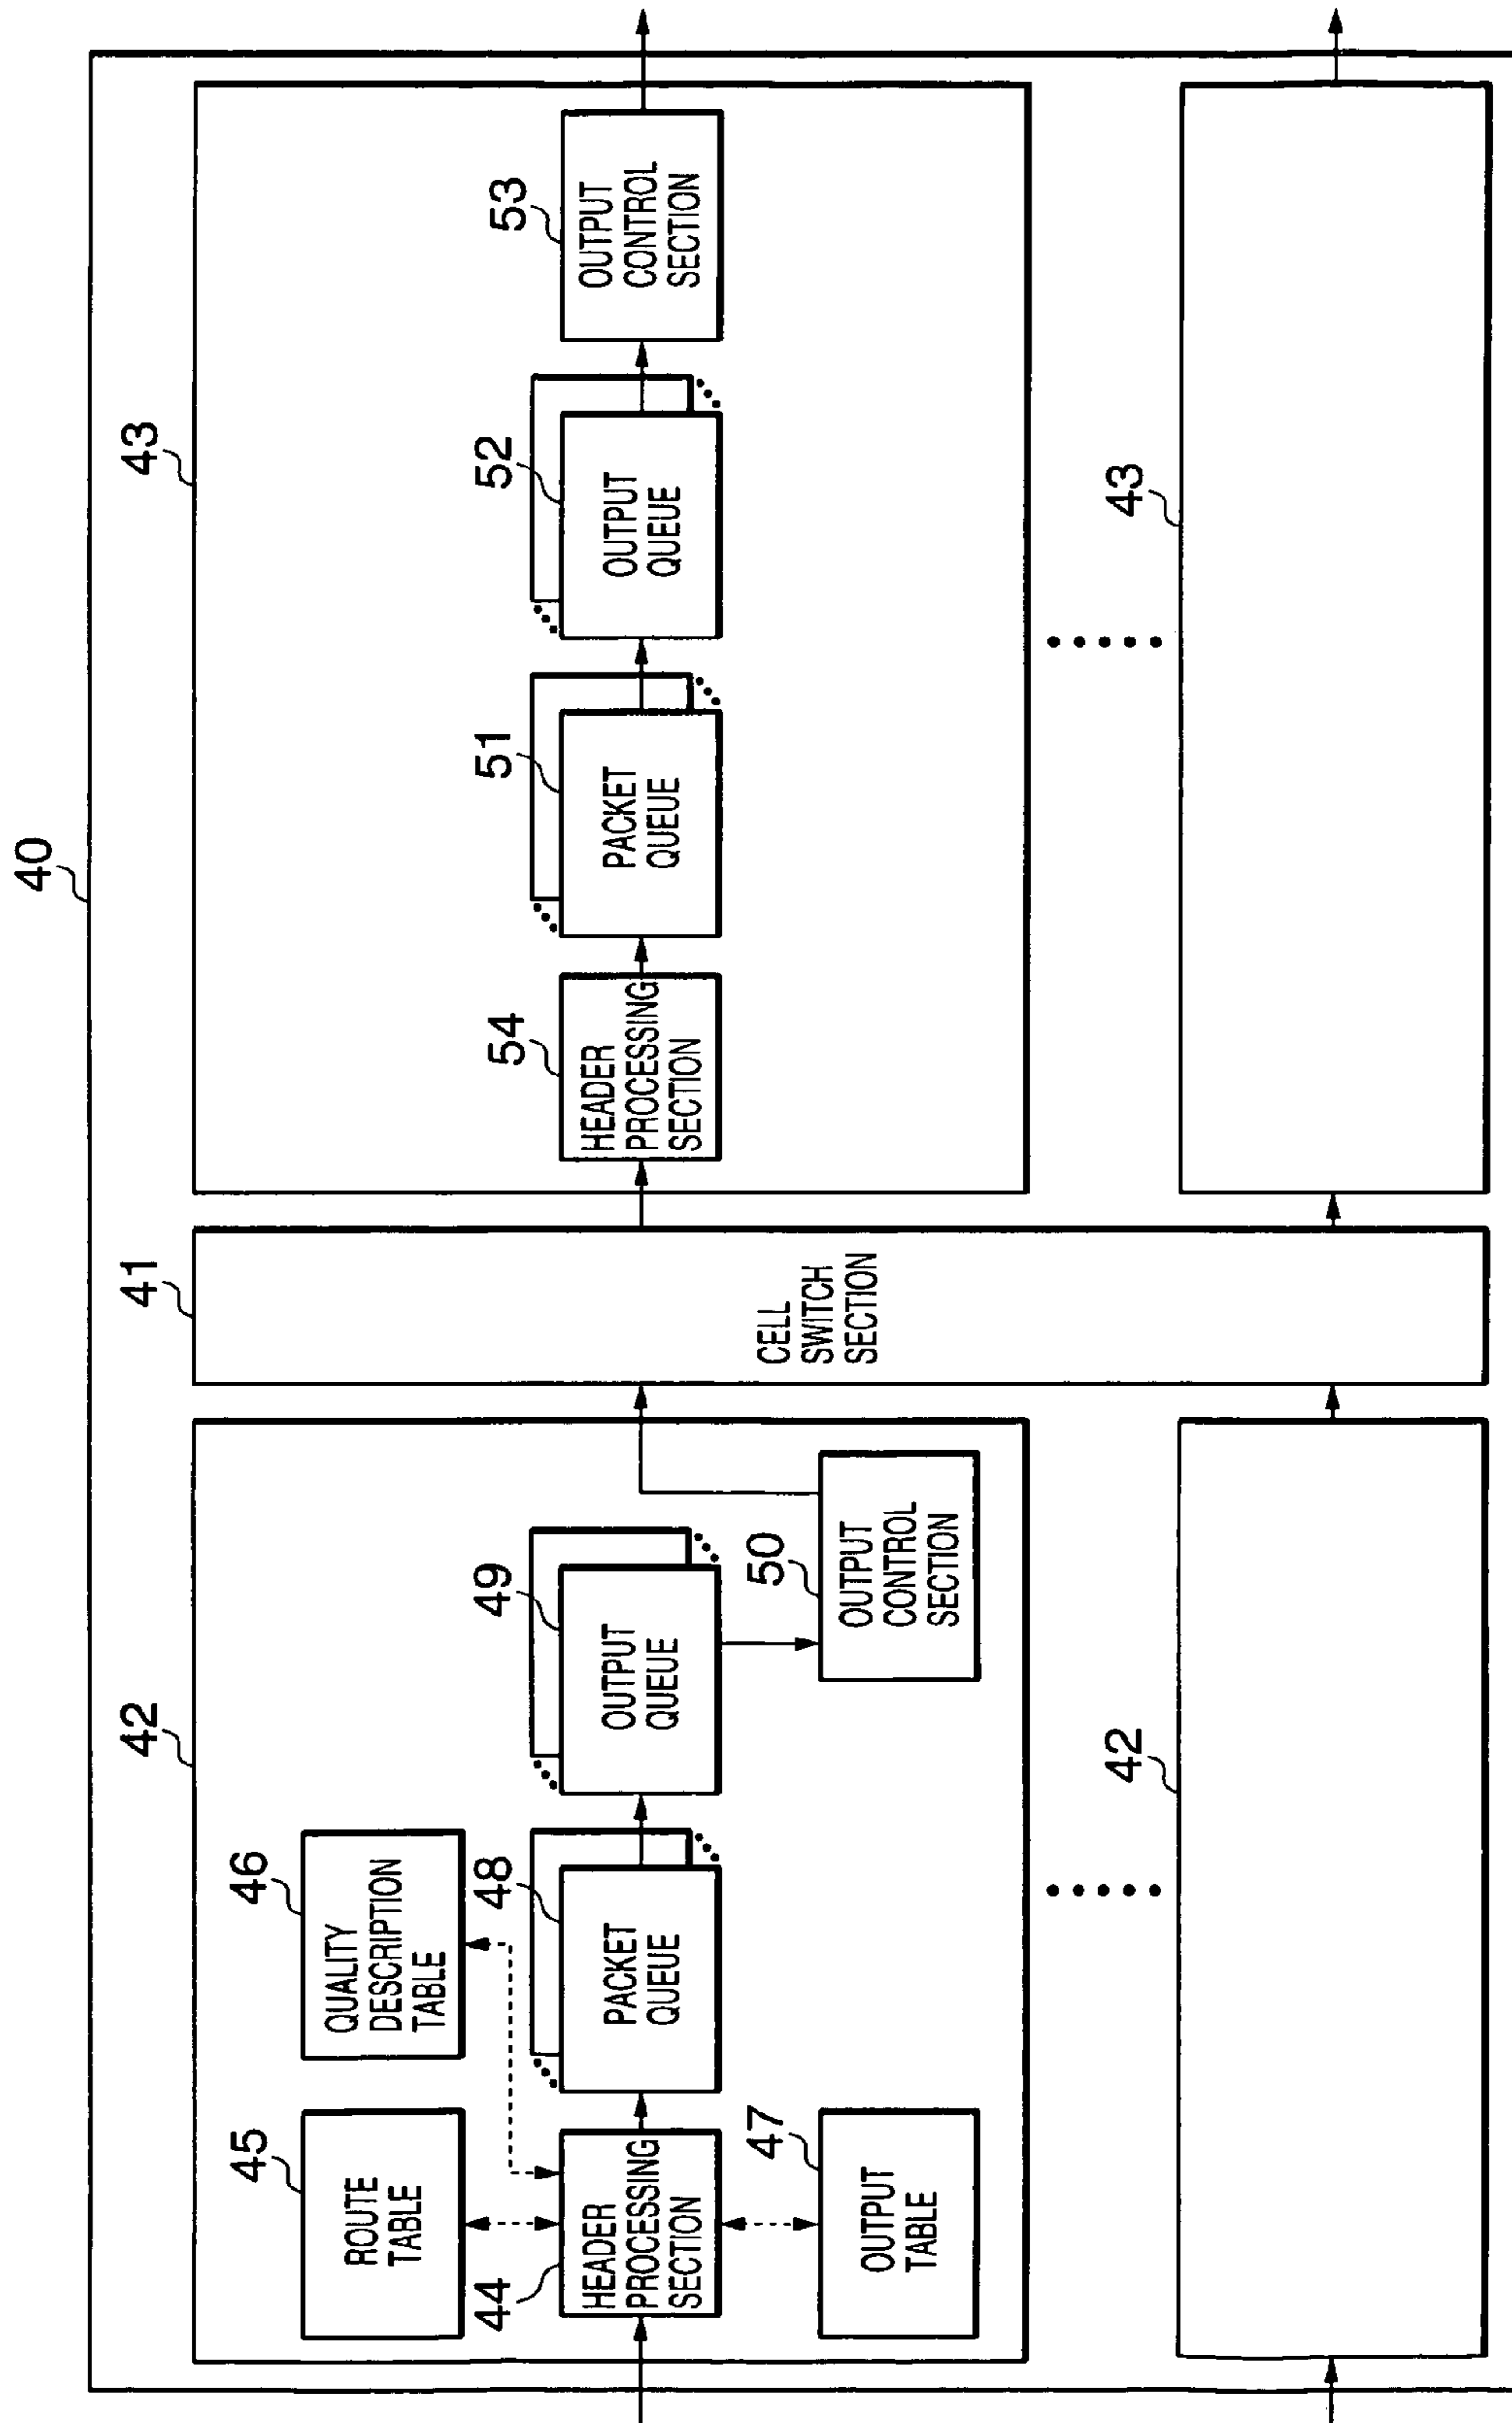 40
42
45
ROUTE
TABLE
46
QUALITY
DESCRIPTION
TABLE
44
HEADER
PROCESSING
SECTION
48
PACKET
QUEUE
49
OUTPUT
QUEUE
47
OUTPUT
TABLE
50
OUTPUT
CONTROL
SECTION
41
CELL
SWITCH
SECTION
43
54
HEADER
PROCESSING
SECTION
51
PACKET
QUEUE
52
OUTPUT
QUEUE
53
OUTPUT
CONTROL
SECTION
42
43